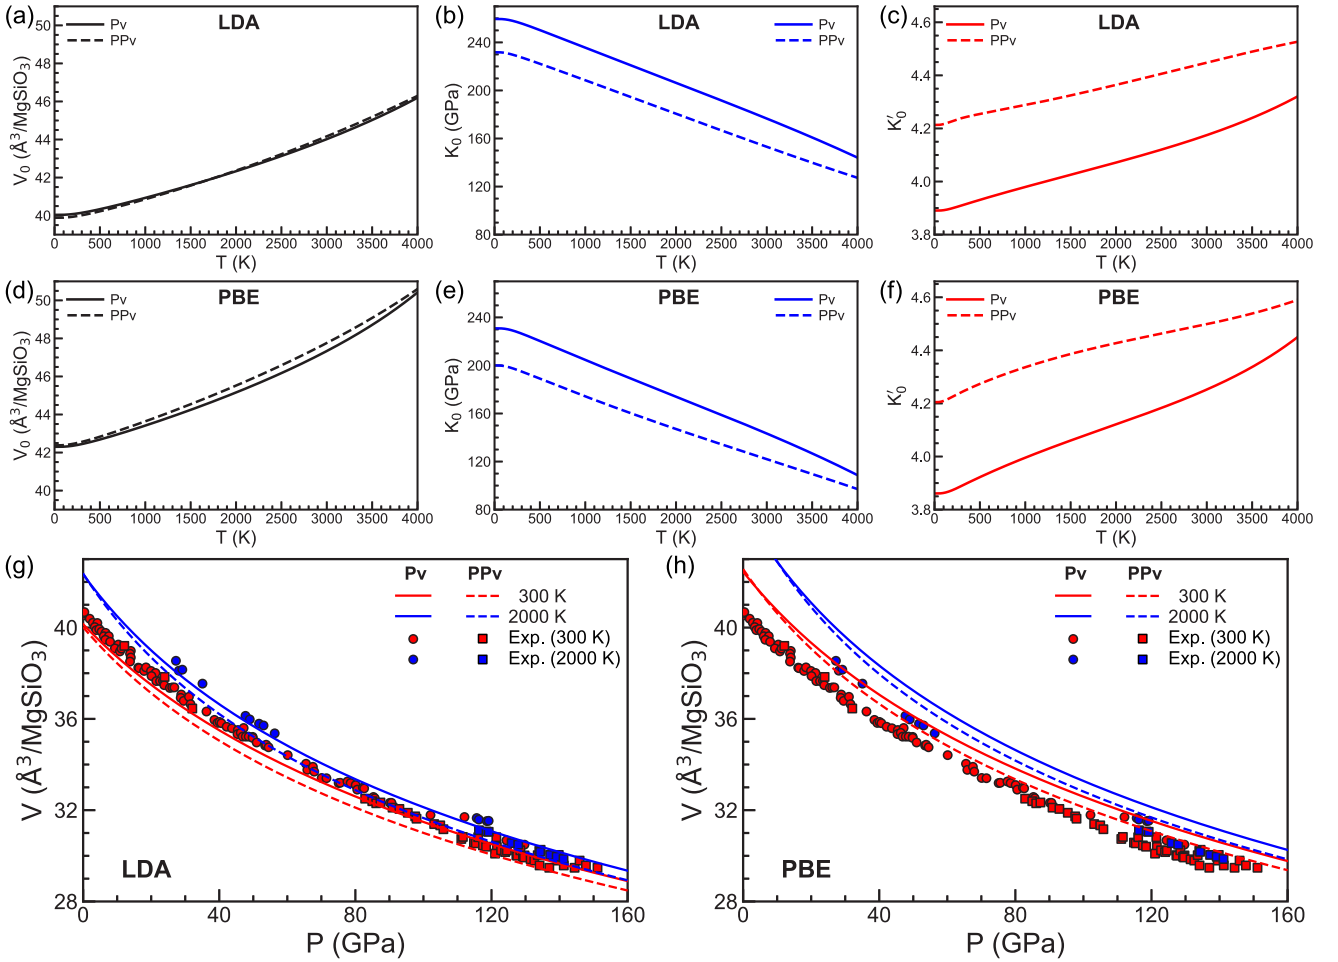 (a) LDA
Pv
PPv
V₀ (Å³/MgSiO₃)
50
48
46
44
42
40
0 500 1000 1500 2000 2500 3000 3500 4000
T (K)
(b) LDA
Pv
PPv
K₀ (GPa)
240
200
160
120
80
0 500 1000 1500 2000 2500 3000 3500 4000
T (K)
(c) LDA
Pv
PPv
K′₀
4.6
4.4
4.2
4.0
3.8
0 500 1000 1500 2000 2500 3000 3500 4000
T (K)
(d) PBE
Pv
PPv
V₀ (Å³/MgSiO₃)
50
48
46
44
42
40
0 500 1000 1500 2000 2500 3000 3500 4000
T (K)
(e) PBE
Pv
PPv
K₀ (GPa)
240
200
160
120
80
0 500 1000 1500 2000 2500 3000 3500 4000
T (K)
(f) PBE
Pv
PPv
K′₀
4.6
4.4
4.2
4.0
3.8
0 500 1000 1500 2000 2500 3000 3500 4000
T (K)
(g)
Pv PPv
300 K
2000 K
Exp. (300 K)
Exp. (2000 K)
V (Å³/MgSiO₃)
40
36
32
28
LDA
0 40 80 120 160
P (GPa)
(h)
Pv PPv
300 K
2000 K
Exp. (300 K)
Exp. (2000 K)
V (Å³/MgSiO₃)
40
36
32
28
PBE
0 40 80 120 160
P (GPa)